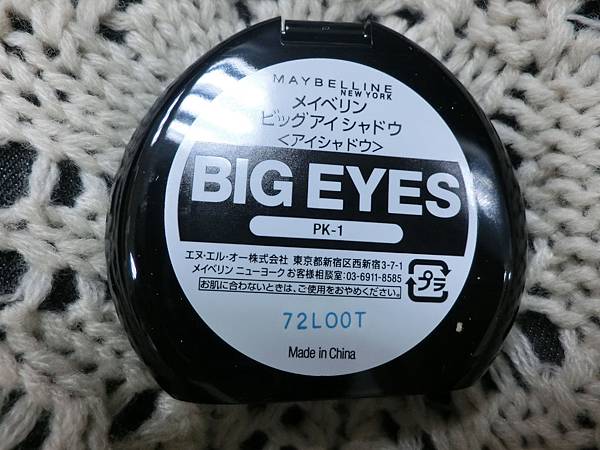 MAYBELLINE
NEW YORK
メイベリン
ビッグアイ シャドウ
<アイシャドウ>
BIG EYES
PK-1
エヌ・エル・オー株式会社 東京都新宿区西新宿3-7-1
メイベリン ニューヨーク お客様相談室:03-6911-8585
お肌に合わないときは、ご使用をおやめください。
プラ
72L00T
Made in China